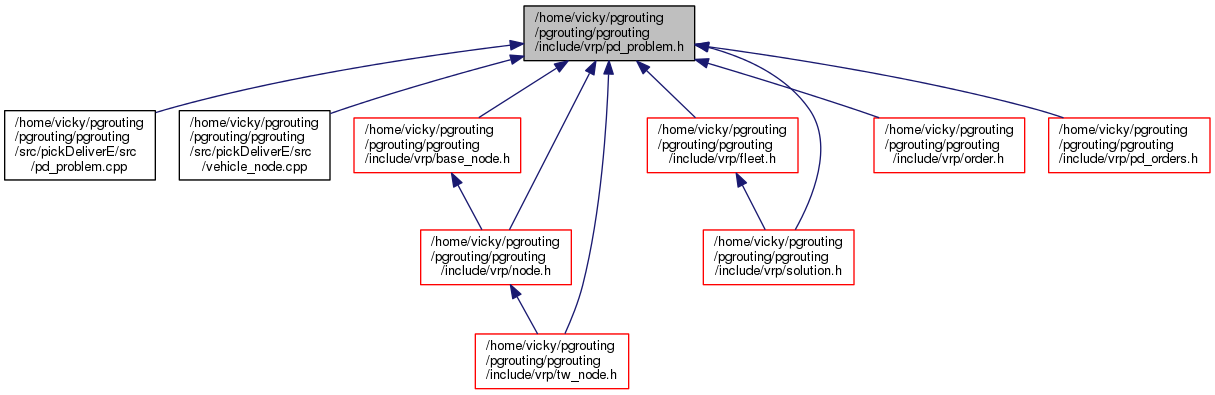 /home/vicky/pgrouting
/pgrouting/pgrouting
/include/vrp/pd_problem.h
/home/vicky/pgrouting
/pgrouting/pgrouting
/src/pickDeliverE/src
/pd_problem.cpp
/home/vicky/pgrouting
/pgrouting/pgrouting
/src/pickDeliverE/src
/vehicle_node.cpp
/home/vicky/pgrouting
/pgrouting/pgrouting
/include/vrp/base_node.h
/home/vicky/pgrouting
/pgrouting/pgrouting
/include/vrp/fleet.h
/home/vicky/pgrouting
/pgrouting/pgrouting
/include/vrp/order.h
/home/vicky/pgrouting
/pgrouting/pgrouting
/include/vrp/pd_orders.h
/home/vicky/pgrouting
/pgrouting/pgrouting
/include/vrp/node.h
/home/vicky/pgrouting
/pgrouting/pgrouting
/include/vrp/solution.h
/home/vicky/pgrouting
/pgrouting/pgrouting
/include/vrp/tw_node.h